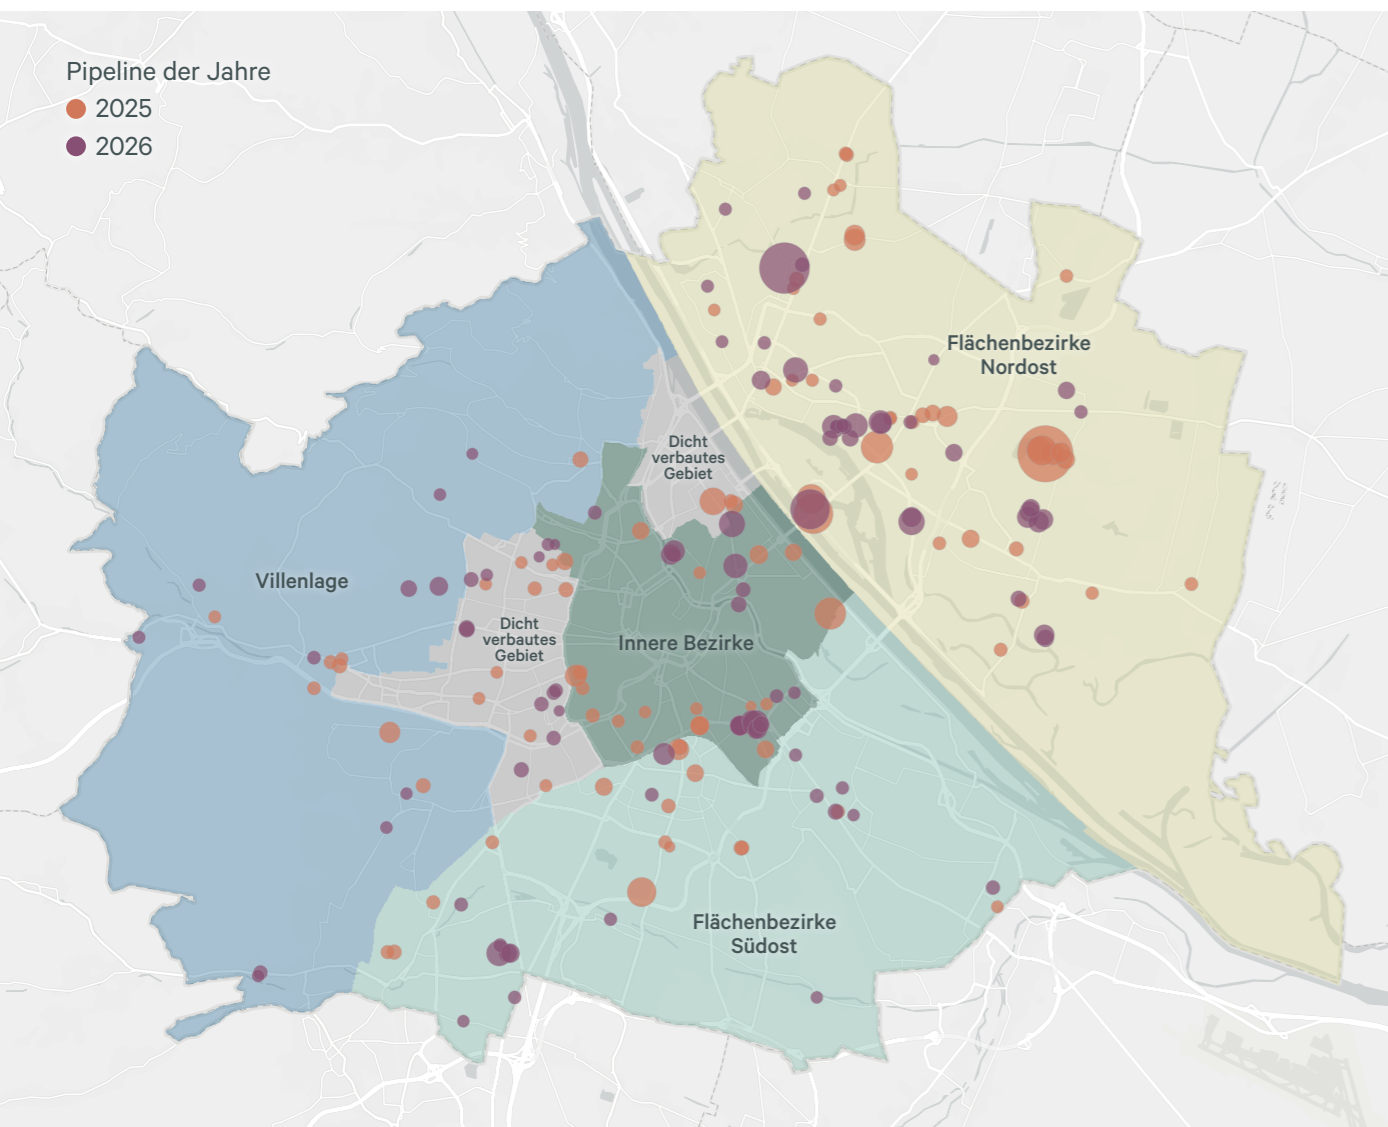 Pipeline der Jahre
2025
2026
Flächenbezirke
Nordost
Dicht
verbautes
Gebiet
Villenlage
Dicht
verbautes
Gebiet
Innere Bezirke
Flächenbezirke
Südost